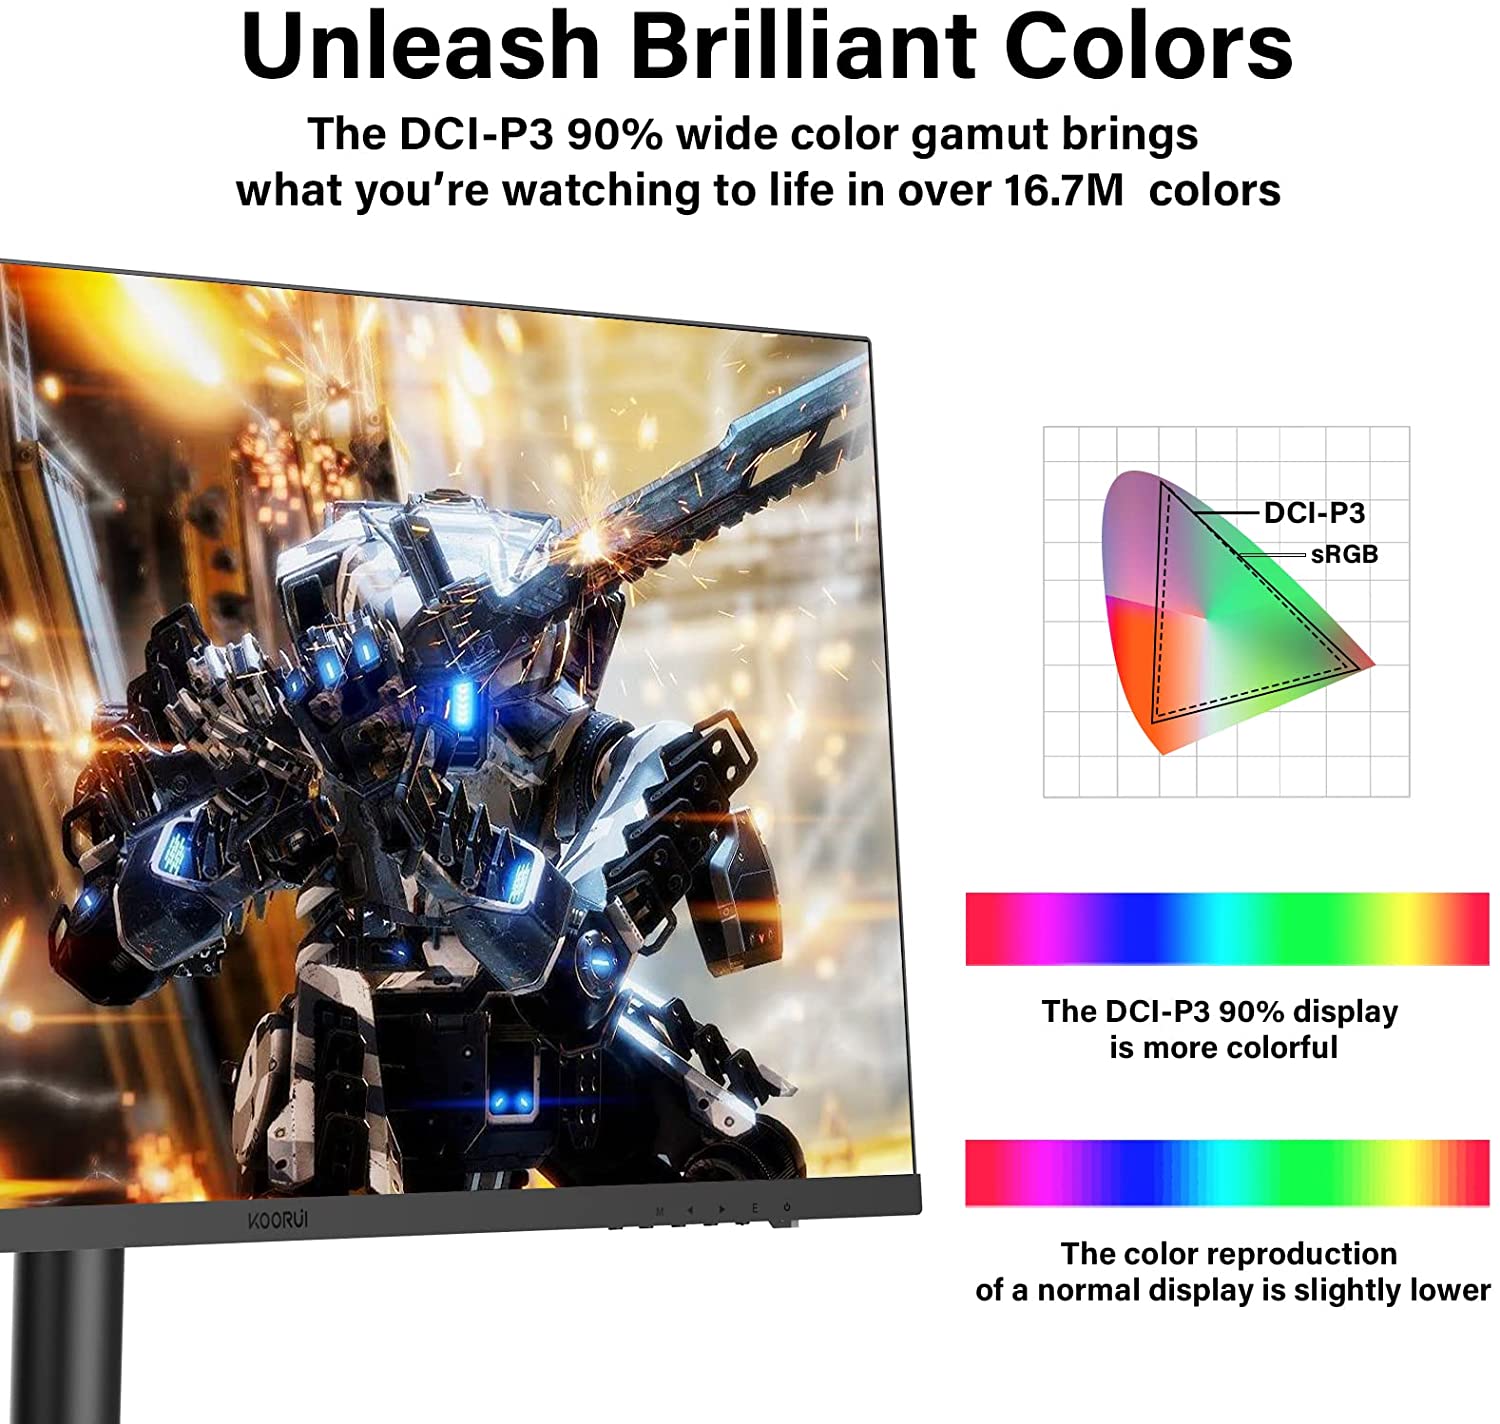 Unleash Brilliant Colors
The DCI-P3 90% wide color gamut brings
what you’re watching to life in over 16.7M  colors
DCI-P3
sRGB
The DCI-P3 90% display
is more colorful
The color reproduction
of a normal display is slightly lower
KOORUI
M ◀ ▶ E ⏻